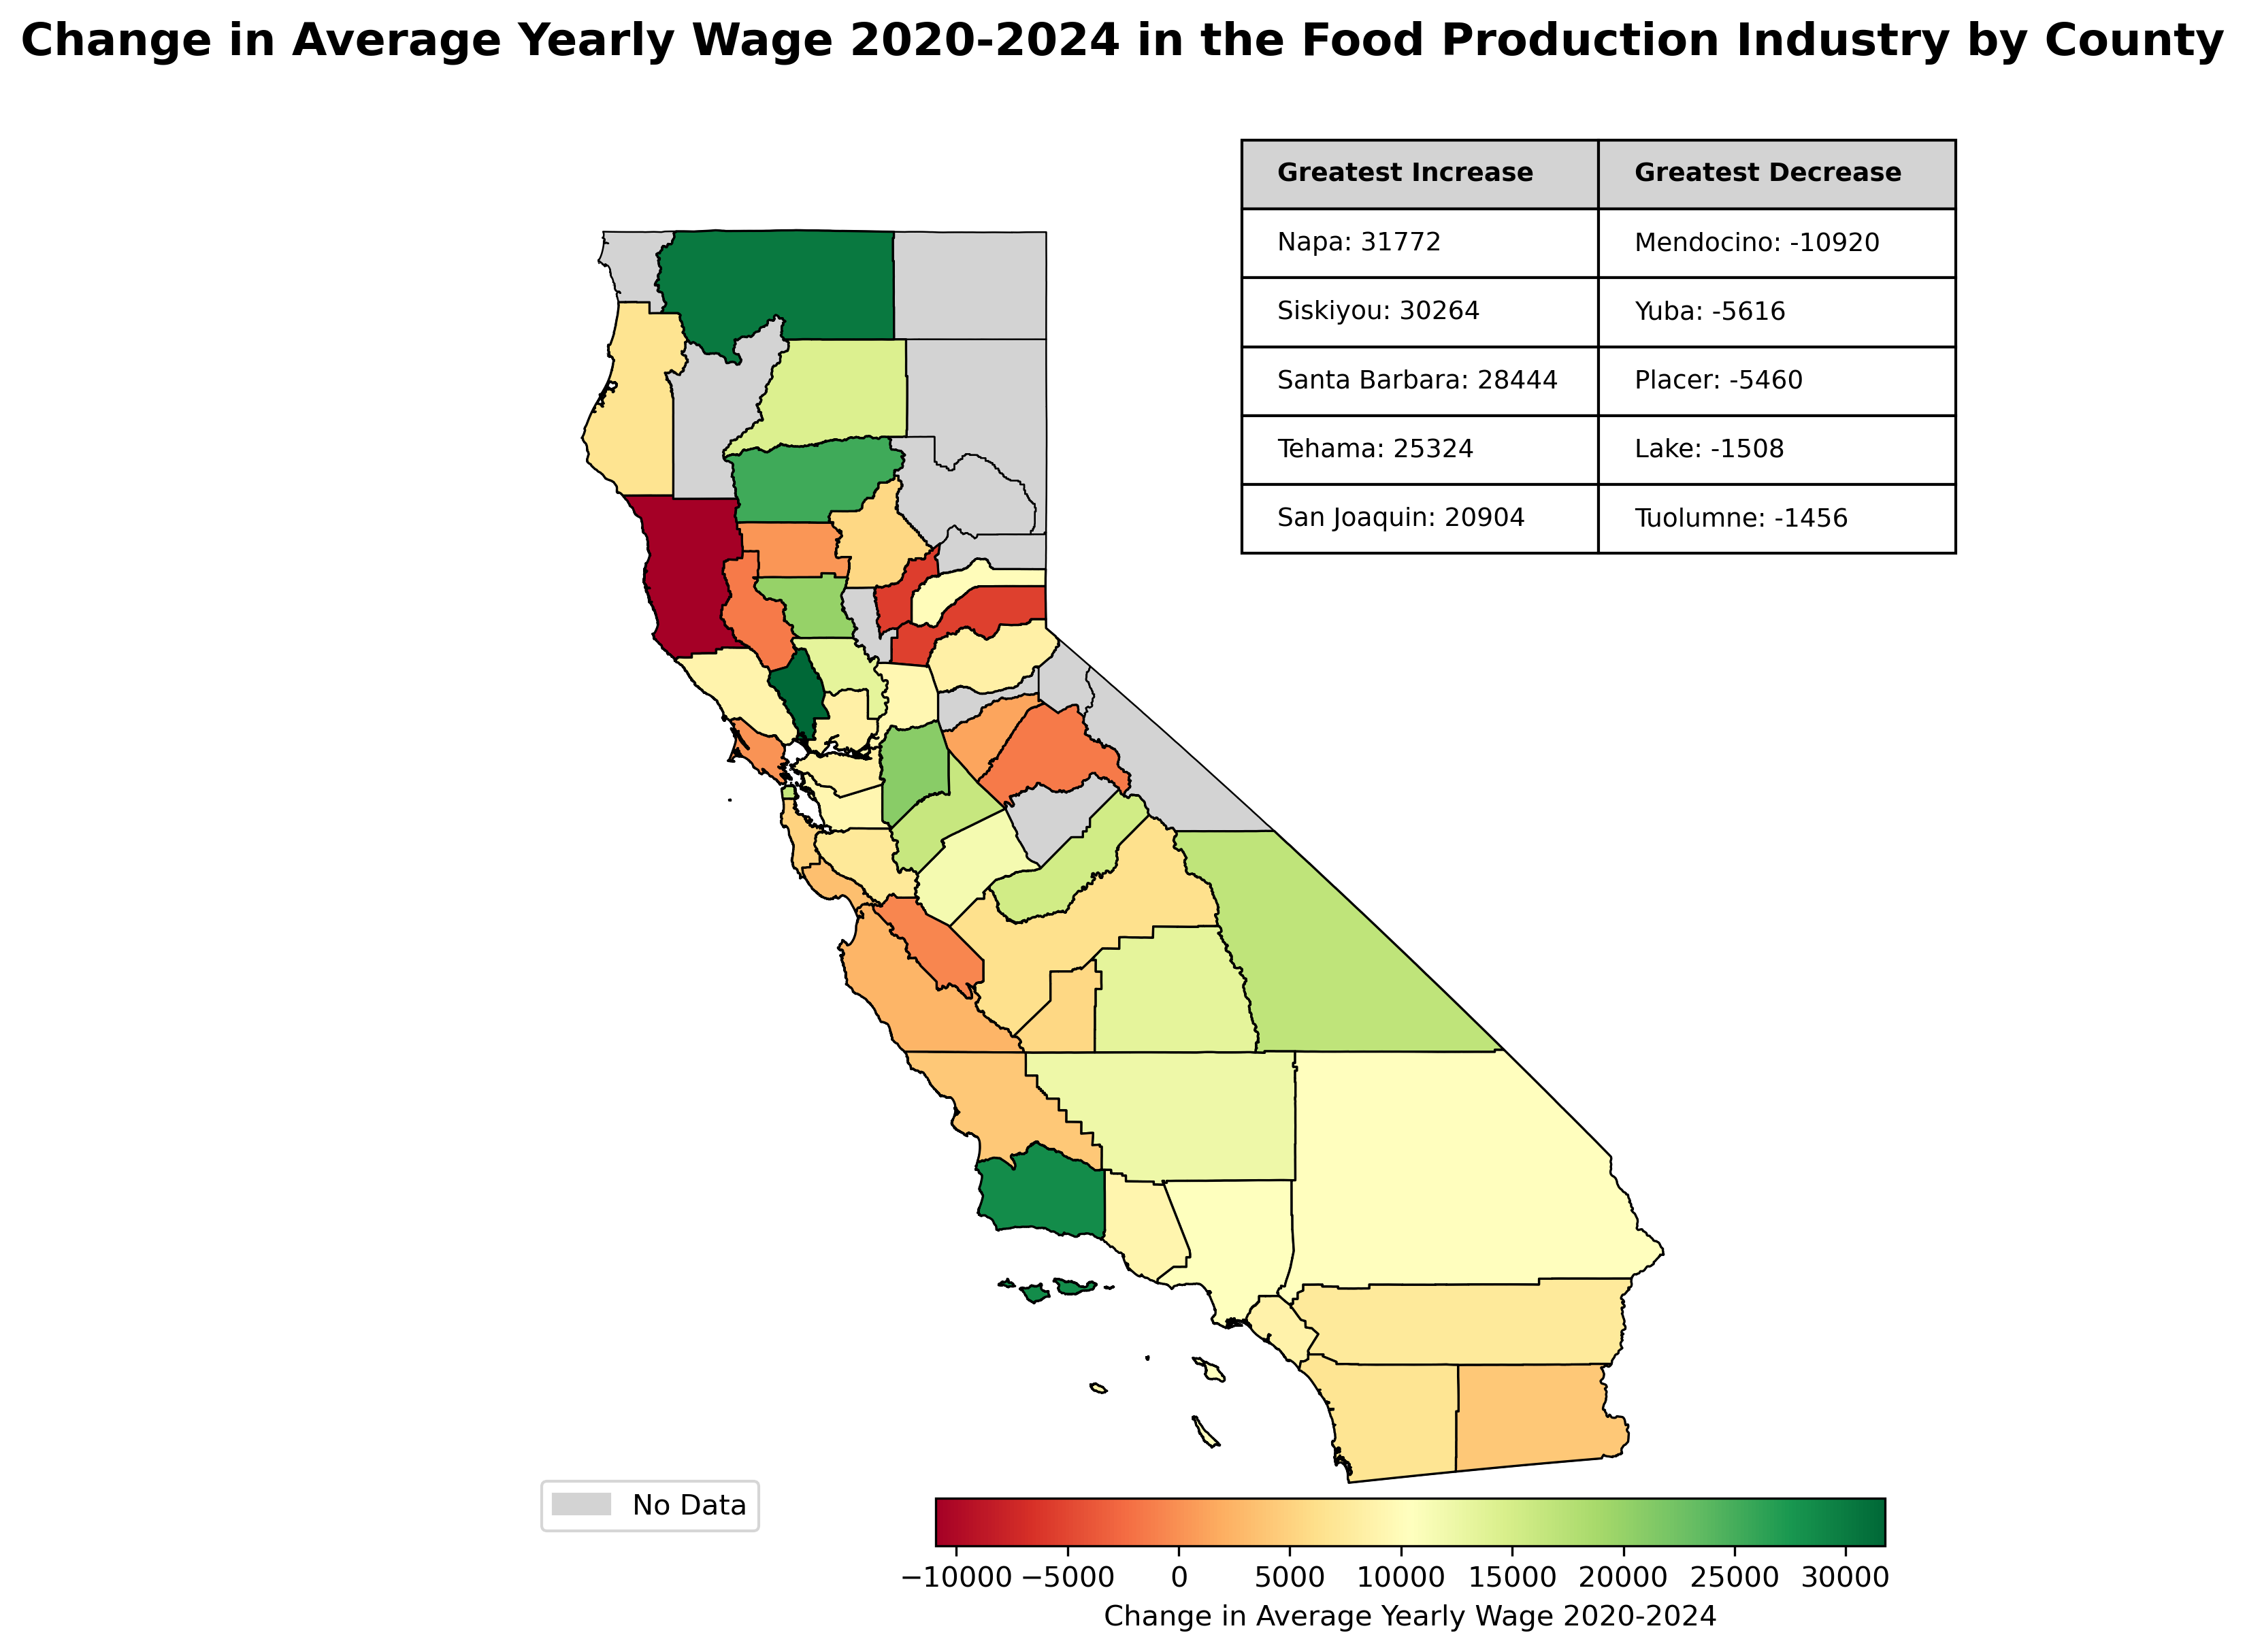 Change in Average Yearly Wage 2020-2024 in the Food Production Industry by County
Greatest Increase Greatest Decrease
Napa: 31772 Mendocino: -10920
Siskiyou: 30264 Yuba: -5616
Santa Barbara: 28444 Placer: -5460
Tehama: 25324 Lake: -1508
San Joaquin: 20904 Tuolumne: -1456
No Data
−10000 −5000 0 5000 10000 15000 20000 25000 30000
Change in Average Yearly Wage 2020-2024